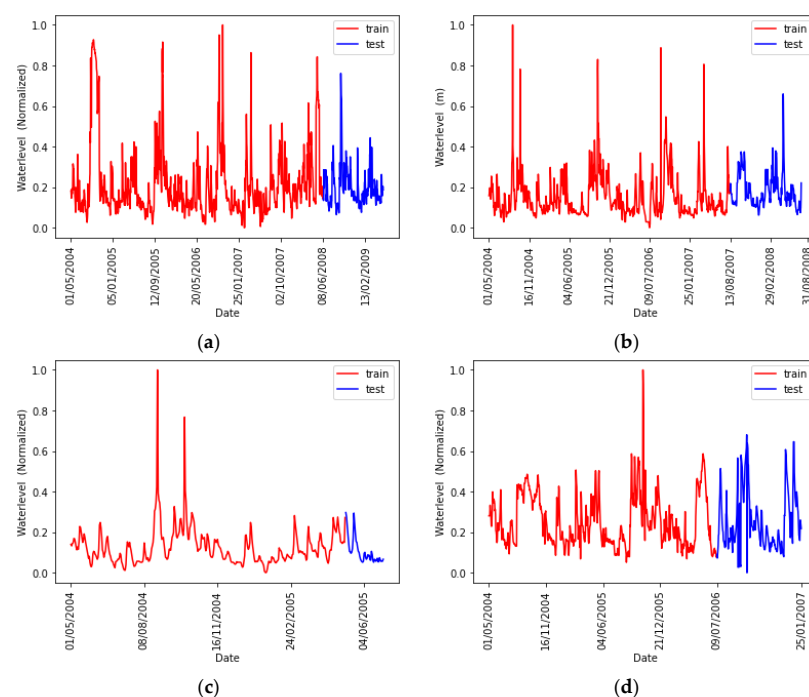 train
test
1.0
0.8
0.6
0.4
0.2
0.0
Waterlevel (Normalized)
01/05/2004
05/01/2005
12/09/2005
20/05/2006
25/01/2007
02/10/2007
08/06/2008
13/02/2009
Date
(a)
train
test
1.0
0.8
0.6
0.4
0.2
0.0
Waterlevel (m)
01/05/2004
16/11/2004
04/06/2005
21/12/2005
09/07/2006
25/01/2007
13/08/2007
29/02/2008
31/08/2008
Date
(b)
train
test
1.0
0.8
0.6
0.4
0.2
0.0
Waterlevel (Normalized)
01/05/2004
08/08/2004
16/11/2004
24/02/2005
04/06/2005
Date
(c)
train
test
1.0
0.8
0.6
0.4
0.2
0.0
Waterlevel (Normalized)
01/05/2004
16/11/2004
04/06/2005
21/12/2005
09/07/2006
25/01/2007
Date
(d)